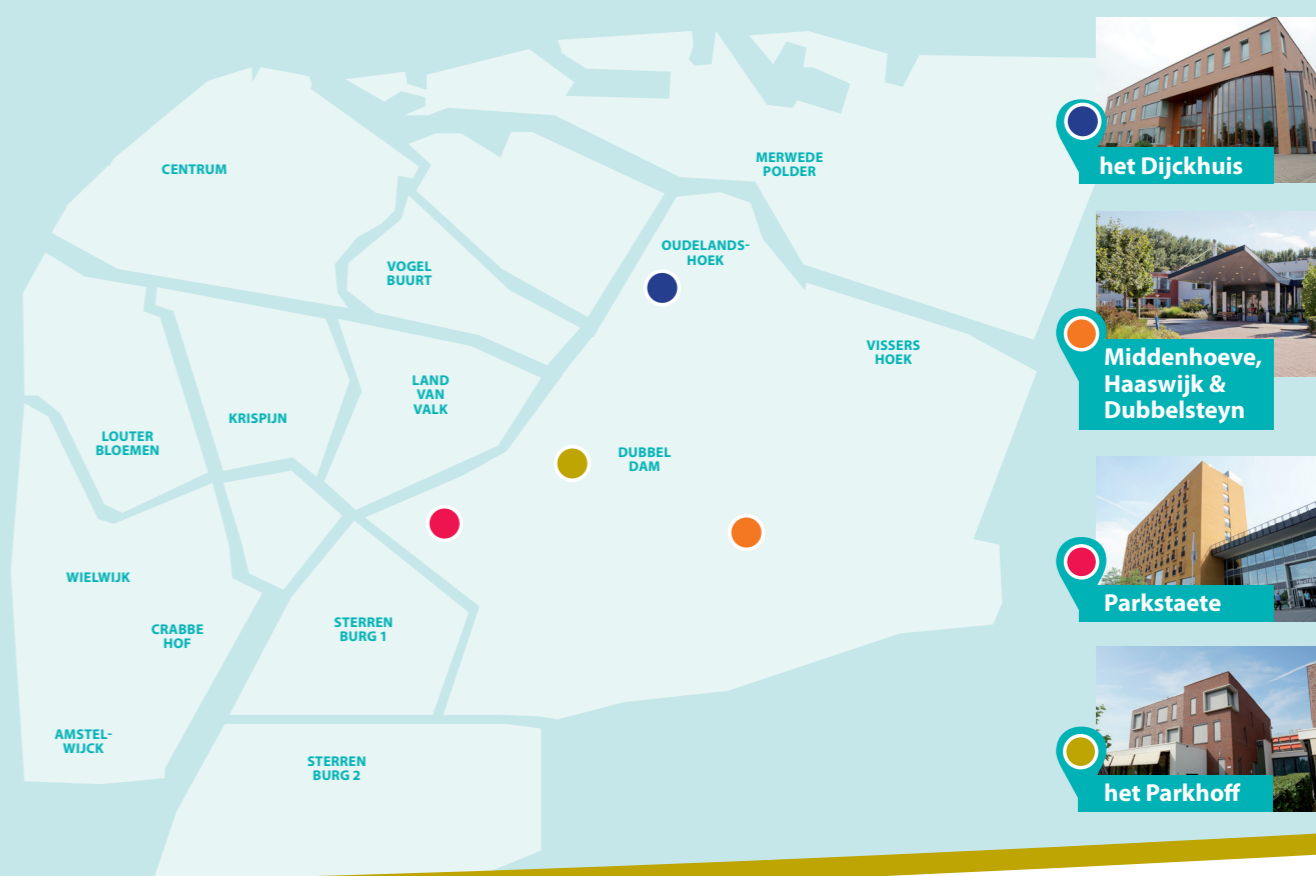 CENTRUM
MERWEDE
POLDER
OUDELANDS-
HOEK
VOGEL
BUURT
VISSERS
HOEK
LAND
VAN
VALK
KRISPIJN
LOUTER
BLOEMEN
DUBBEL
DAM
WIELWIJK
CRABBE
HOF
STERREN
BURG 1
AMSTEL-
WIJCK
STERREN
BURG 2
het Dijckhuis
Middenhoeve,
Haaswijk &
Dubbelsteyn
Parkstaete
het Parkhoff